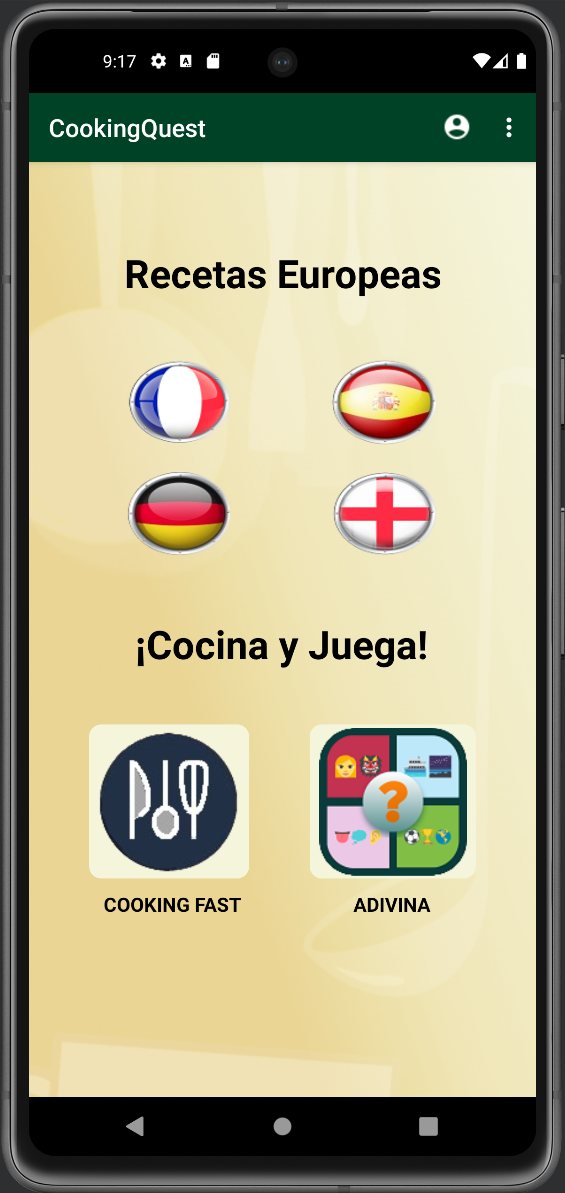 9:17
CookingQuest
Recetas Europeas
¡Cocina y Juega!
?
COOKING FAST
ADIVINA